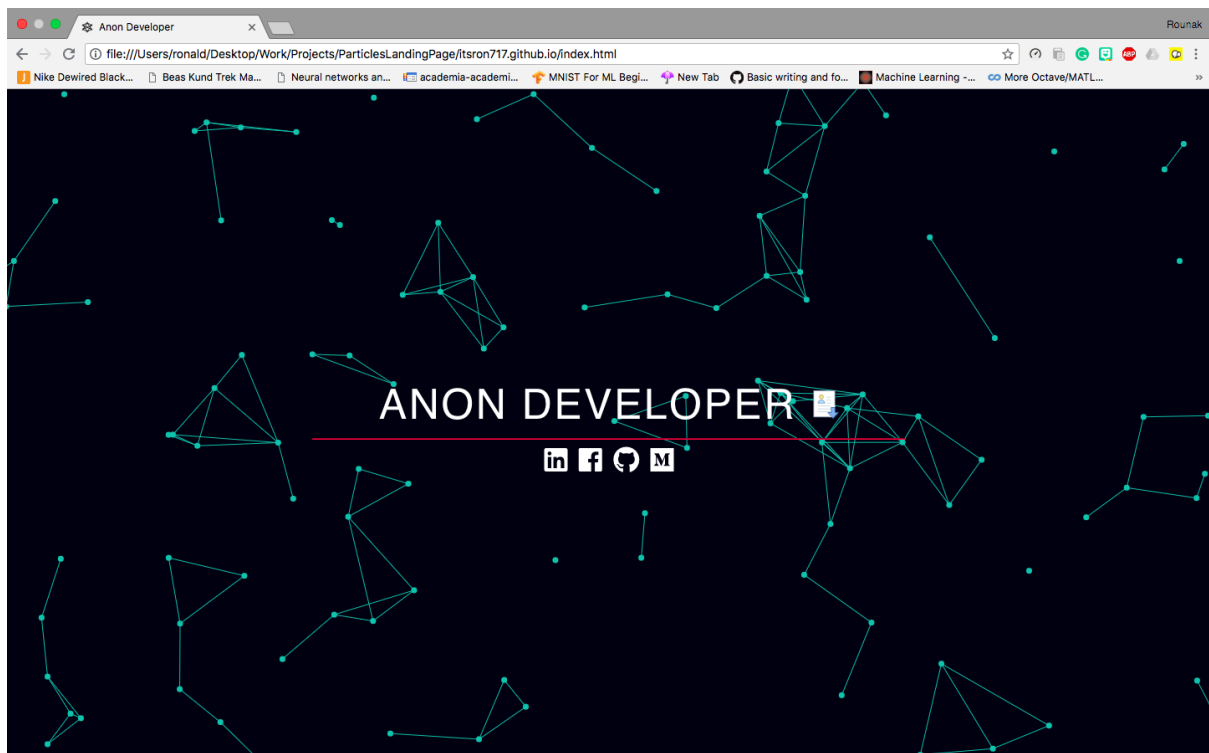 Anon Developer
Rounak
file:///Users/ronald/Desktop/Work/Projects/ParticlesLandingPage/itsron717.github.io/index.html
Nike Dewired Black... Beas Kund Trek Ma... Neural networks an... academia-academi... MNIST For ML Begi... New Tab Basic writing and fo... Machine Learning -... More Octave/MATL... »
ANON DEVELOPER
in f M